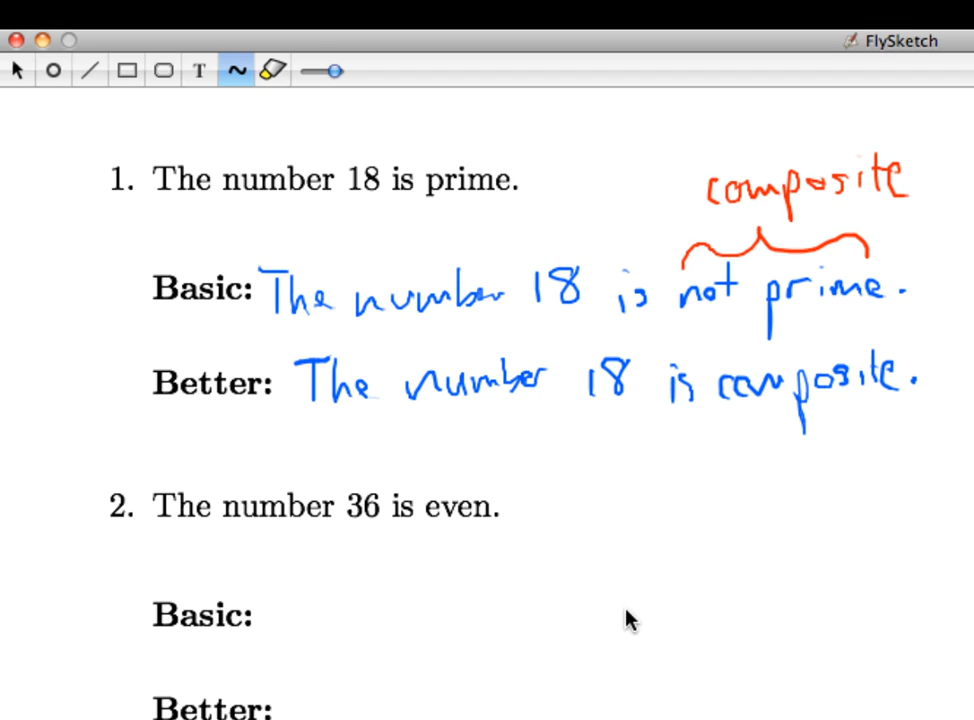 FlySketch
T
1. The number 18 is prime.
composite
Basic: The number 18 is not prime.
Better: The number 18 is composite.
2. The number 36 is even.
Basic:
Better: